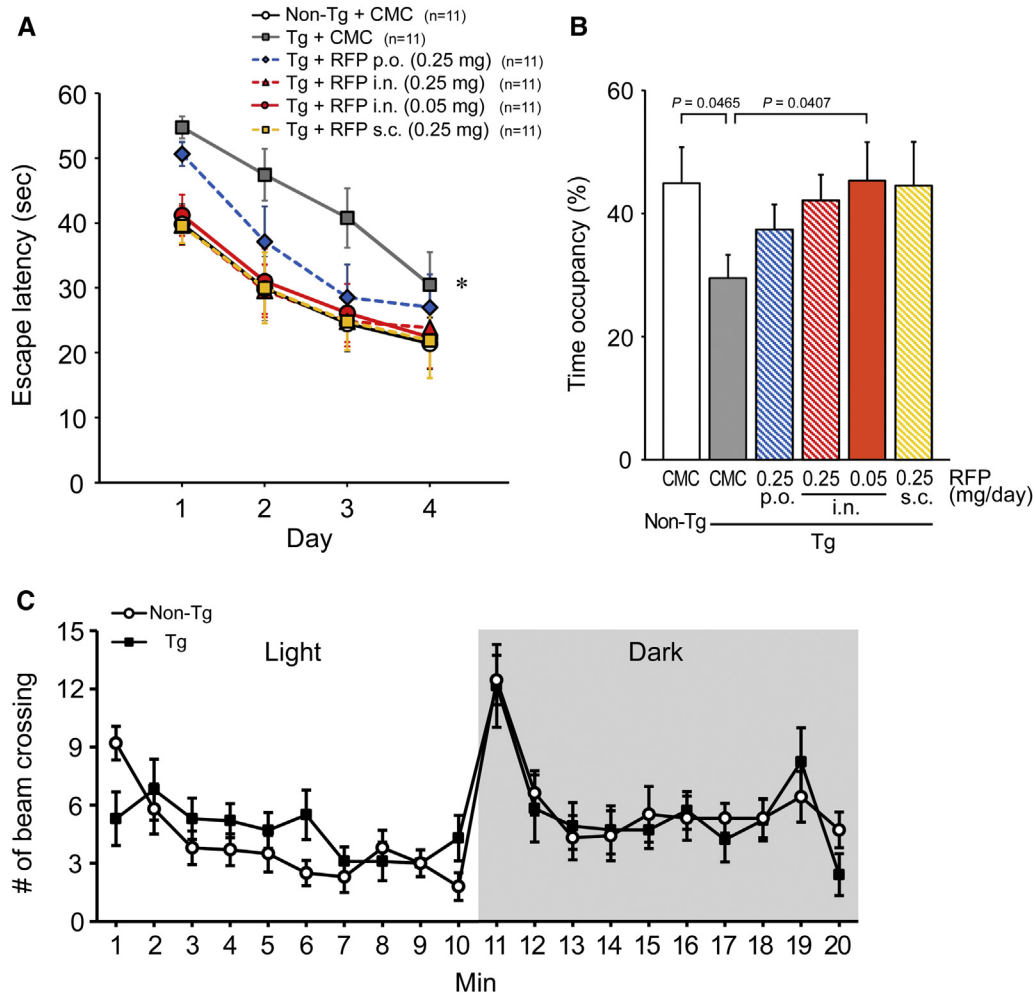 A
Non-Tg + CMC (n=11)
Tg + CMC (n=11)
Tg + RFP p.o. (0.25 mg) (n=11)
Tg + RFP i.n. (0.25 mg) (n=11)
Tg + RFP i.n. (0.05 mg) (n=11)
Tg + RFP s.c. (0.25 mg) (n=11)
Escape latency (sec)
60
50
40
30
20
10
0
*
1 2 3 4
Day
B
Time occupancy (%)
60
40
20
0
P = 0.0465 P = 0.0407
CMC CMC 0.25 0.25 0.05 0.25 RFP
p.o. i.n. s.c. (mg/day)
Non-Tg Tg
C
Non-Tg
Tg
Light Dark
# of beam crossing
15
12
9
6
3
0
1 2 3 4 5 6 7 8 9 10 11 12 13 14 15 16 17 18 19 20
Min